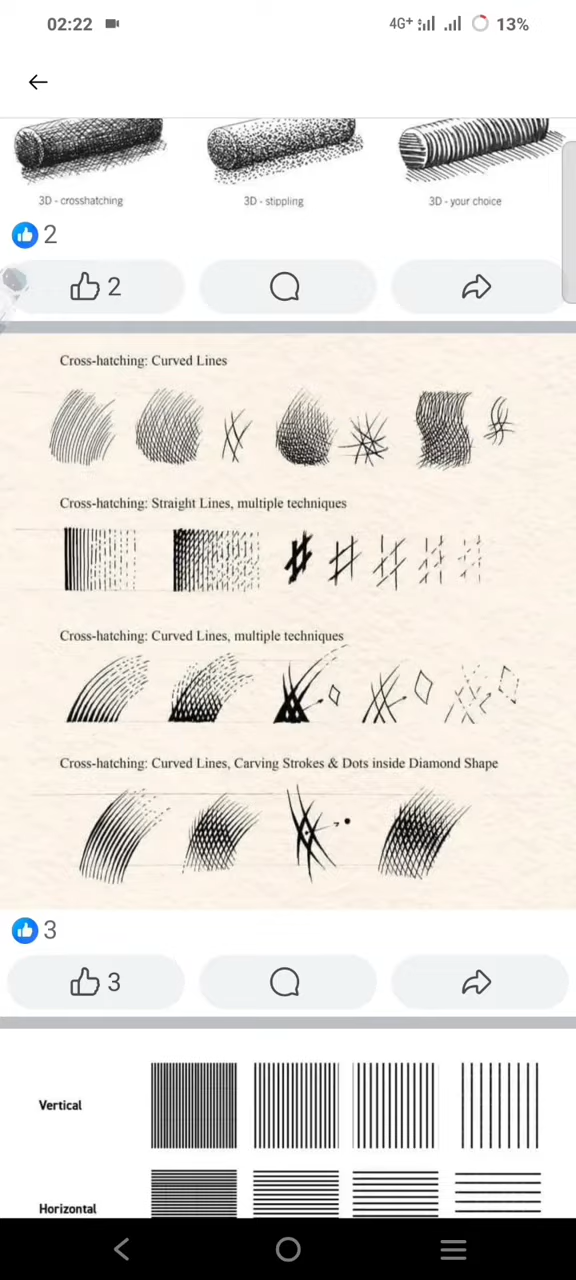 02:22 4G+ 13%
3D - crosshatching 3D - stippling 3D - your choice
2
2
Cross-hatching: Curved Lines
Cross-hatching: Straight Lines, multiple techniques
Cross-hatching: Curved Lines, multiple techniques
Cross-hatching: Curved Lines, Carving Strokes & Dots inside Diamond Shape
3
3
Vertical
Horizontal